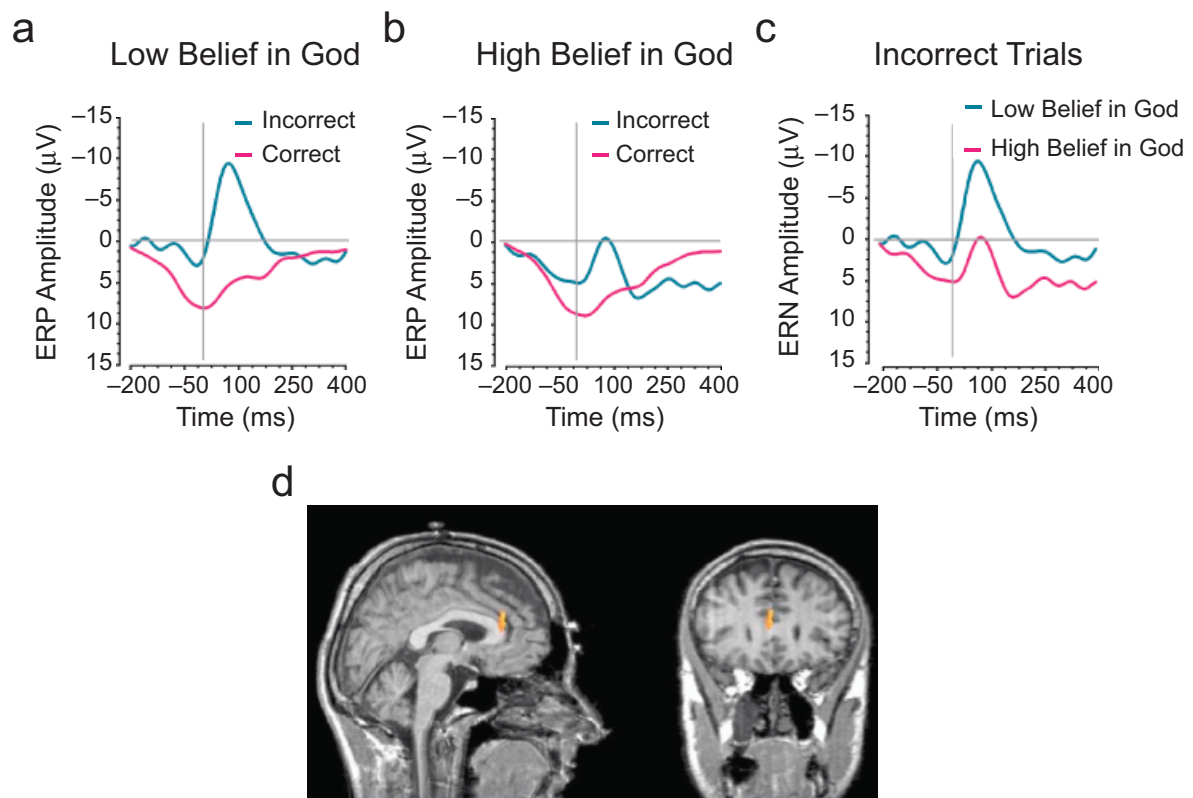 a
Low Belief in God
ERP Amplitude (μV)
–15
–10
–5
0
5
10
15
Incorrect
Correct
–200 –50 100 250 400
Time (ms)
b
High Belief in God
ERP Amplitude (μV)
–15
–10
–5
0
5
10
15
Incorrect
Correct
–200 –50 100 250 400
Time (ms)
c
Incorrect Trials
ERN Amplitude (μV)
–15
–10
–5
0
5
10
15
Low Belief in God
High Belief in God
–200 –50 100 250 400
Time (ms)
d